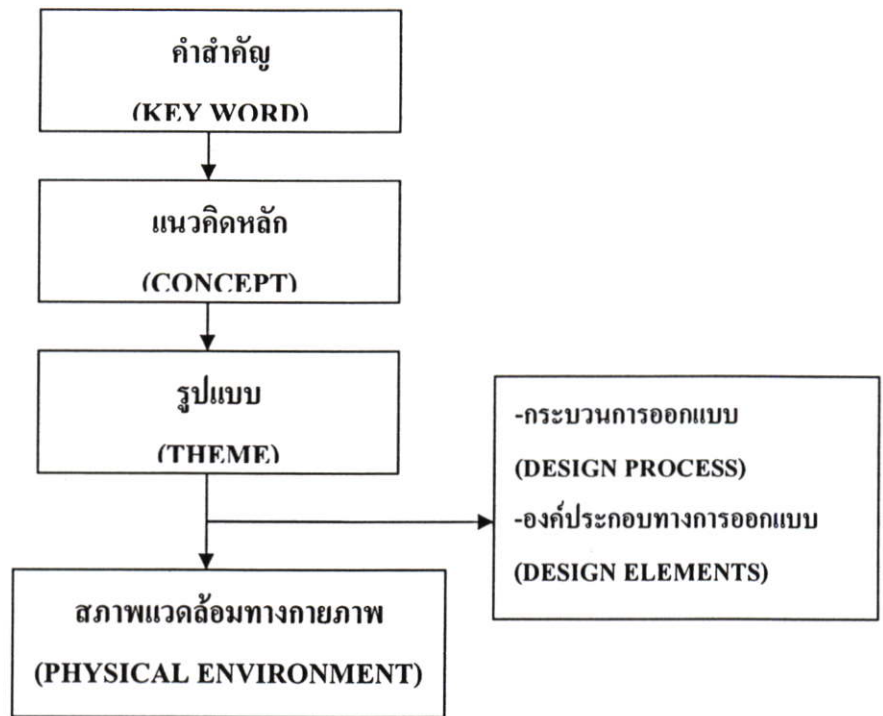 คำสำคัญ
(KEY WORD)
แนวคิดหลัก
(CONCEPT)
รูปแบบ
(THEME)
-กระบวนการออกแบบ
(DESIGN PROCESS)
-องค์ประกอบทางการออกแบบ
(DESIGN ELEMENTS)
สภาพแวดล้อมทางกายภาพ
(PHYSICAL ENVIRONMENT)